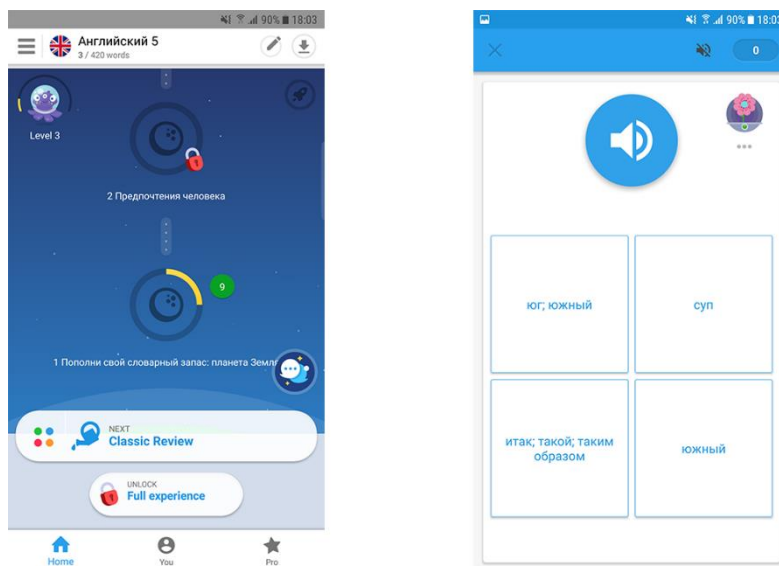 90% 18:03
Английский 5
3 / 420 words
Level 3
2 Предпочтения человека
9
1 Пополни свой словарный запас: планета Земля
NEXT
Classic Review
UNLOCK
Full experience
Home
You
Pro
90% 18:03
0
юг; южный
суп
итак; такой; таким
образом
южный